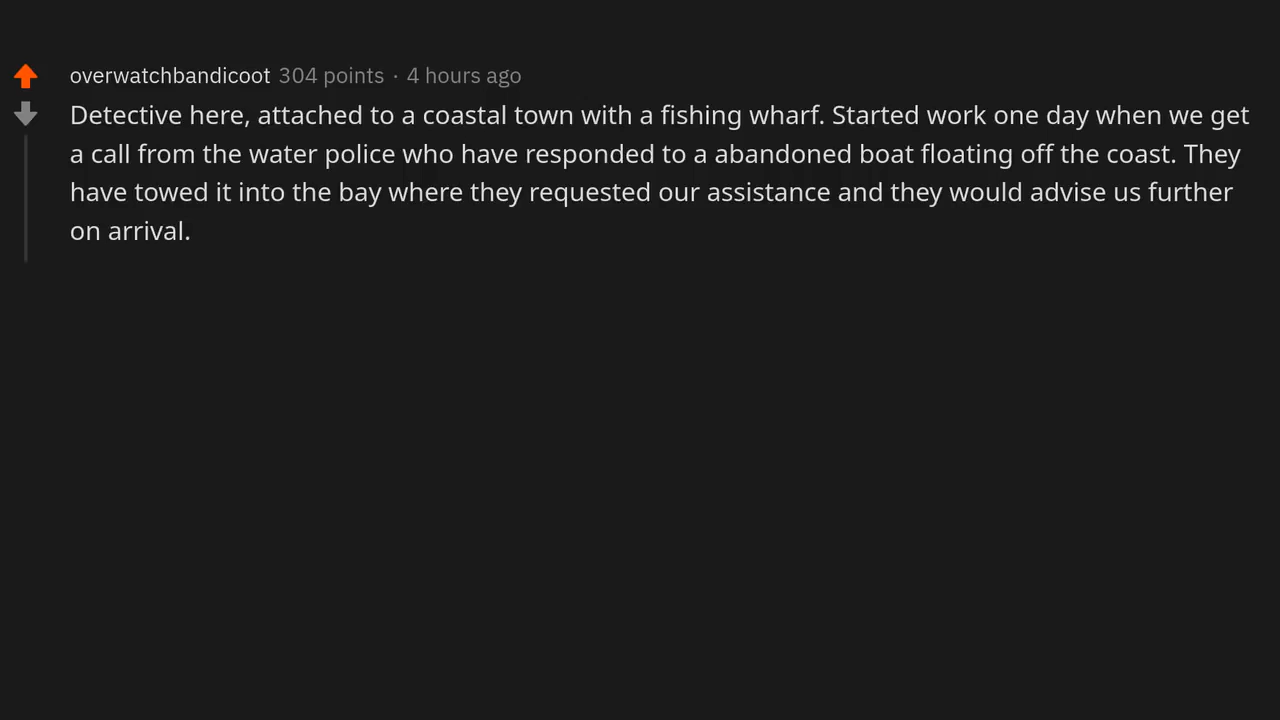 overwatchbandicoot 304 points · 4 hours ago
Detective here, attached to a coastal town with a fishing wharf. Started work one day when we get
a call from the water police who have responded to a abandoned boat floating off the coast. They
have towed it into the bay where they requested our assistance and they would advise us further
on arrival.